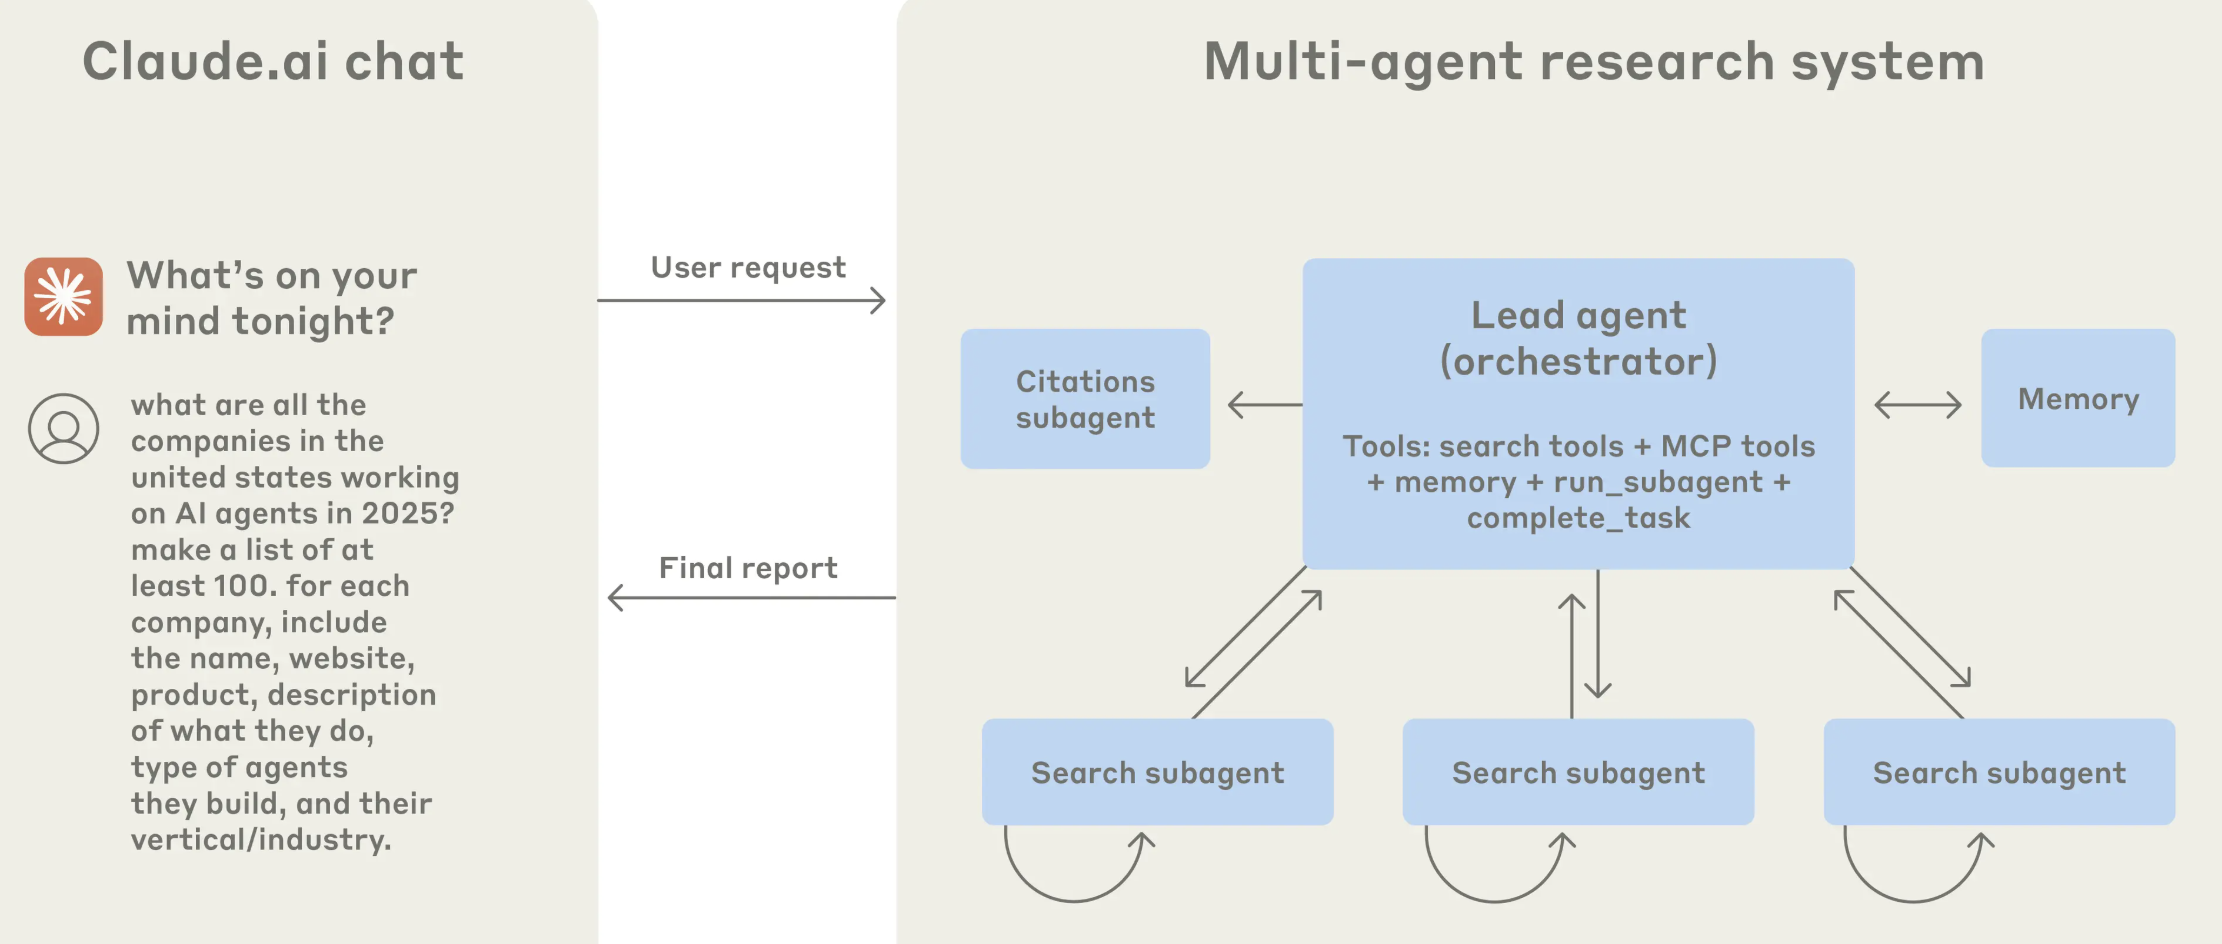 Claude.ai chat
What's on your
mind tonight?
what are all the
companies in the
united states working
on AI agents in 2025?
make a list of at
least 100. for each
company, include
the name, website,
product, description
of what they do,
type of agents
they build, and their
vertical/industry.
User request
Final report
Multi-agent research system
Citations
subagent
Lead agent
(orchestrator)
Tools: search tools + MCP tools
+ memory + run_subagent +
complete_task
Memory
Search subagent
Search subagent
Search subagent